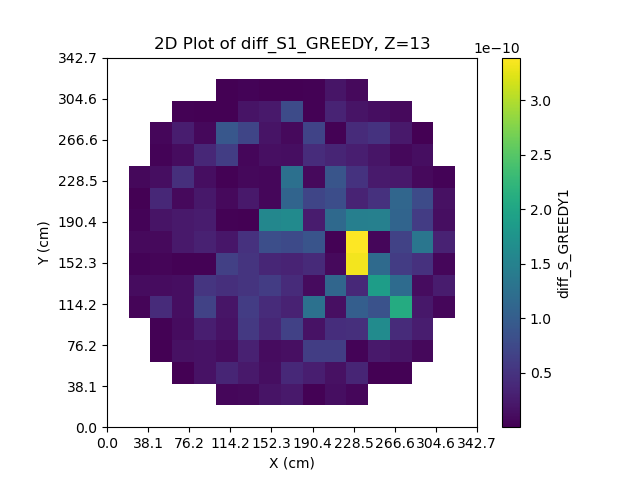 2D Plot of diff_S1_GREEDY, Z=13
1e−10
342.7
304.6
266.6
228.5
190.4
152.3
114.2
76.2
38.1
0.0
Y (cm)
0.0 38.1 76.2 114.2 152.3 190.4 228.5 266.6 304.6 342.7
X (cm)
3.0
2.5
2.0
1.5
1.0
0.5
diff_S_GREEDY1